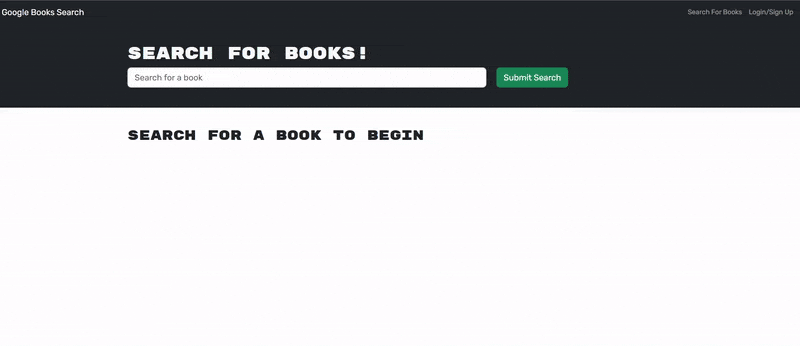 Google Books Search
Search For Books Login/Sign Up
SEARCH FOR BOOKS!
Search for a book
Submit Search
SEARCH FOR A BOOK TO BEGIN